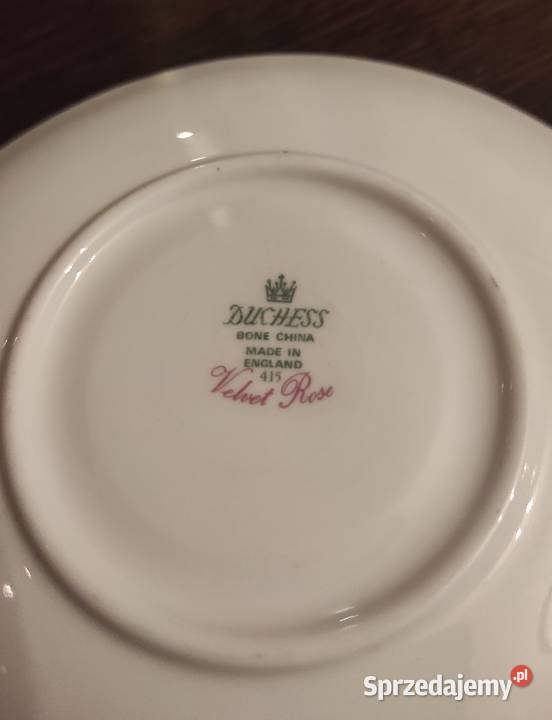 DUCHESS
BONE CHINA
MADE IN
ENGLAND
415
Velvet Rose
Sprzedajemy.pl